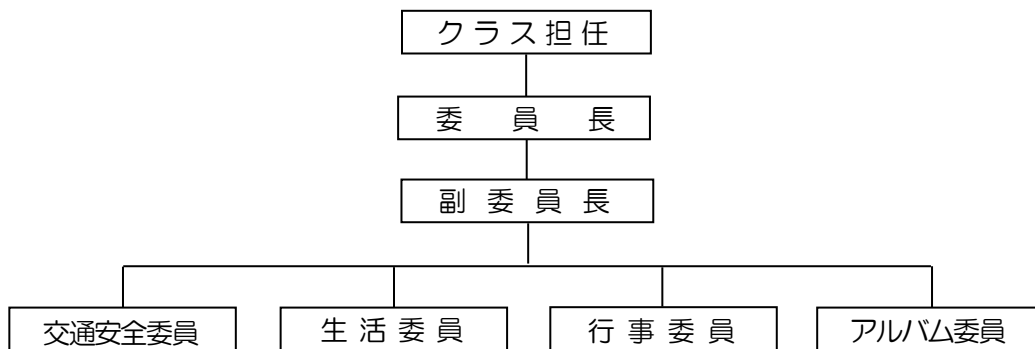 クラス担任
委員長
副委員長
交通安全委員
生活委員
行事委員
アルバム委員